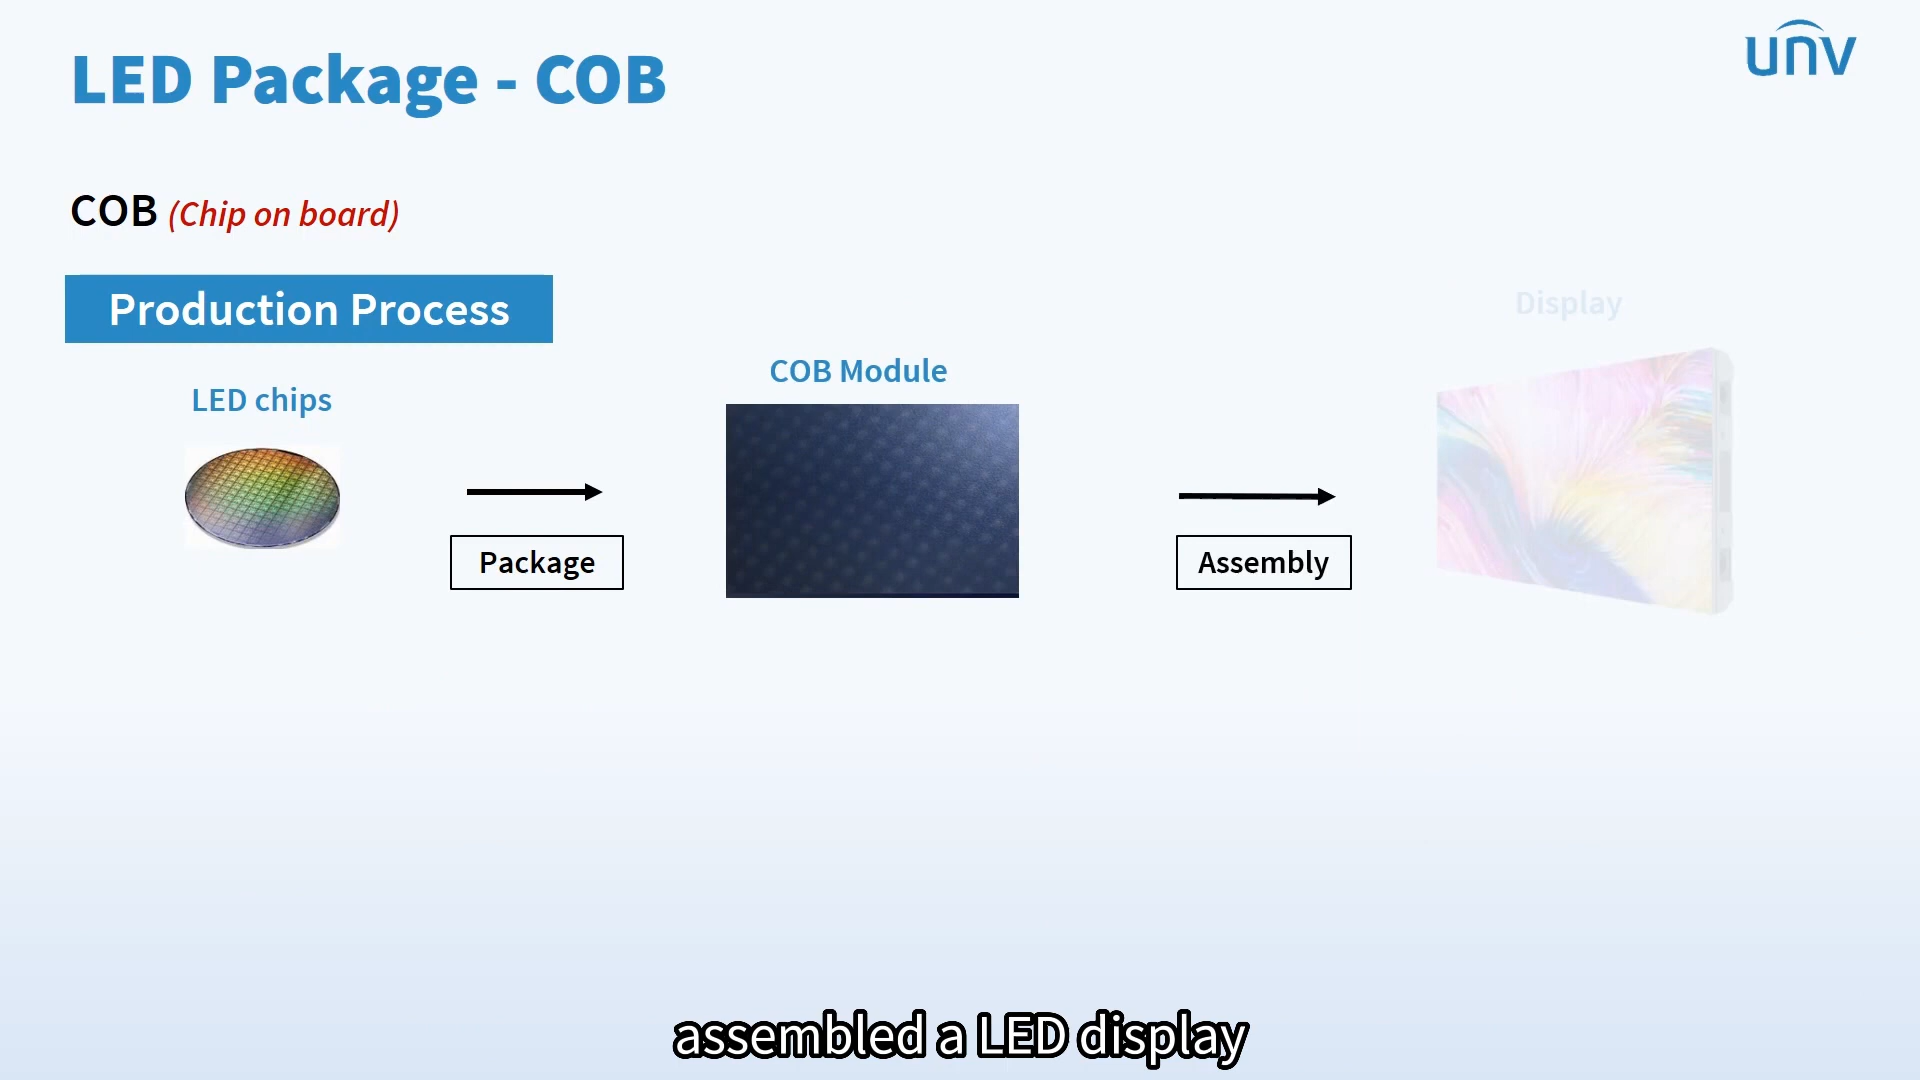 LED Package - COB
unv
COB (Chip on board)
Production Process
Display
COB Module
LED chips
Package
Assembly
assembled a LED display